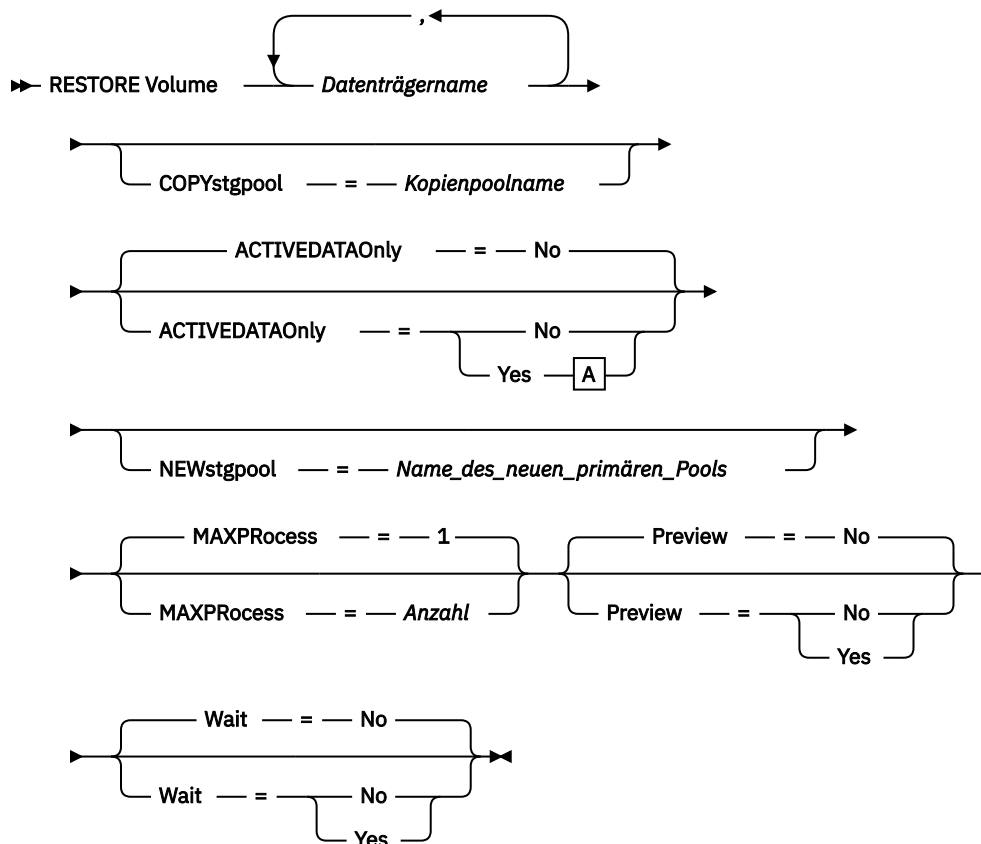 ,
RESTORE Volume Datenträgername
COPYstgpool = Kopienpoolname
ACTIVEDATAOnly = No
ACTIVEDATAOnly = No
Yes A
NEWstgpool = Name_des_neuen_primären_Pools
MAXPRocess = 1 Preview = No
MAXPRocess = Anzahl Preview = No
Yes
Wait = No
Wait = No
Yes